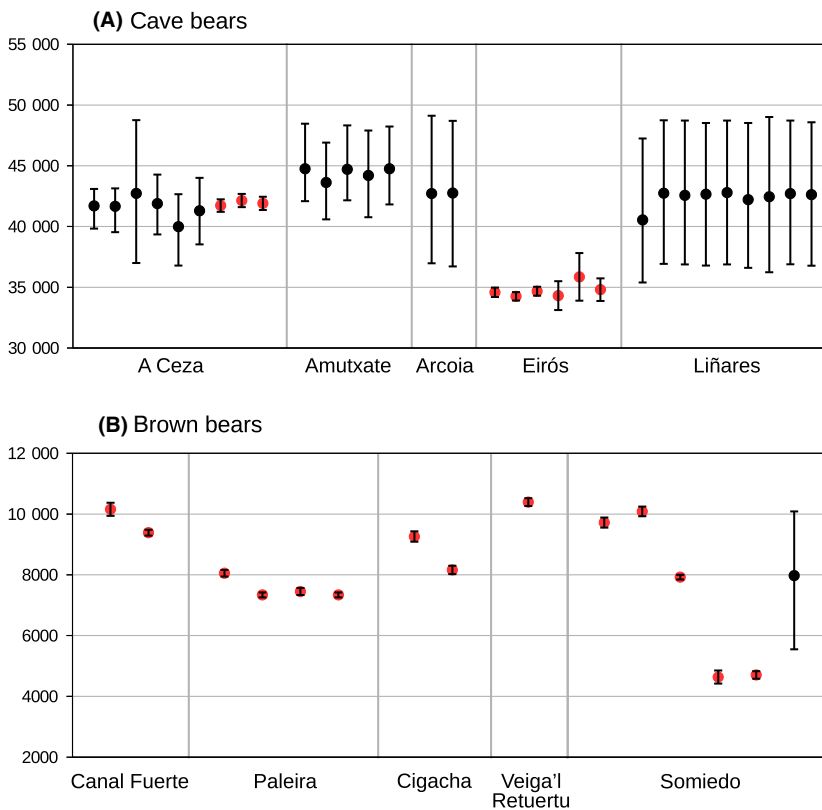 (A) Cave bears
55 000
50 000
45 000
40 000
35 000
30 000
A Ceza Amutxate Arcoia Eirós Liñares
(B) Brown bears
12 000
10 000
8000
6000
4000
2000
Canal Fuerte Paleira Cigacha Veiga'l Somiedo
Retuertu